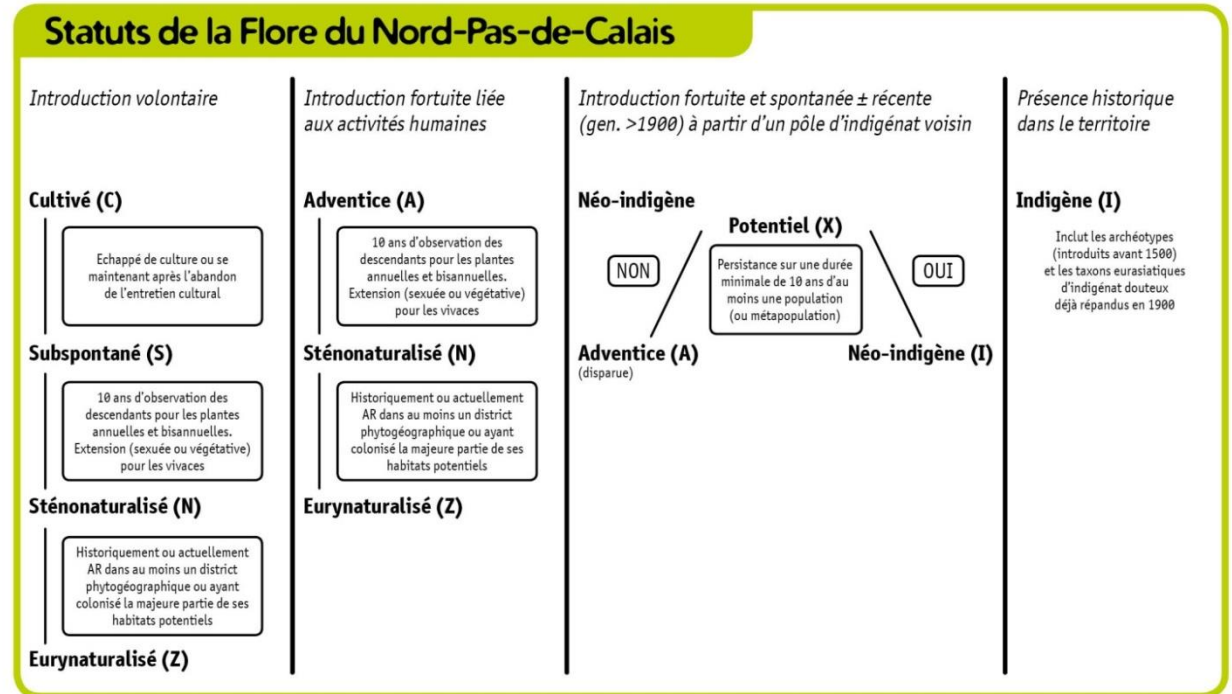 Statuts de la Flore du Nord-Pas-de-Calais
Introduction volontaire
Cultivé (C)
Echappé de culture ou se
maintenant après l'abandon
de l'entretien cultural
Subspontané (S)
10 ans d'observation des
descendants pour les plantes
annuelles et bisannuelles.
Extension (sexuée ou végétative)
pour les vivaces
Sténonaturalisé (N)
Historiquement ou actuellement
AR dans au moins un district
phytogéographique ou ayant
colonisé la majeure partie de ses
habitats potentiels
Eurynaturalisé (Z)
Introduction fortuite liée
aux activités humaines
Adventice (A)
10 ans d'observation des
descendants pour les plantes
annuelles et bisannuelles.
Extension (sexuée ou végétative)
pour les vivaces
Sténonaturalisé (N)
Historiquement ou actuellement
AR dans au moins un district
phytogéographique ou ayant
colonisé la majeure partie de ses
habitats potentiels
Eurynaturalisé (Z)
Introduction fortuite et spontanée ± récente
(gen. >1900) à partir d'un pôle d'indigénat voisin
Néo-indigène
Potentiel (X)
NON
Persistance sur une durée
minimale de 10 ans d'au
moins une population
(ou métapopulation)
OUI
Adventice (A)
(disparue)
Néo-indigène (I)
Présence historique
dans le territoire
Indigène (I)
Inclut les archéotypes
(introduits avant 1500)
et les taxons eurasiatiques
d'indigénat douteux
déjà répandus en 1900